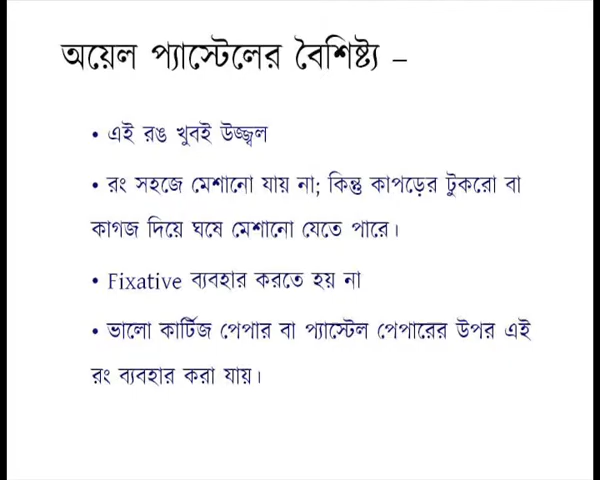 অয়েল প্যাস্টেলের বৈশিষ্ট্য –
• এই রঙ খুবই উজ্জ্বল
• রং সহজে মেশানো যায় না; কিন্তু কাপড়ের টুকরো বা
কাগজ দিয়ে ঘষে মেশানো যেতে পারে।
• Fixative ব্যবহার করতে হয় না
• ভালো কার্টিজ পেপার বা প্যাস্টেল পেপারের উপর এই
রং ব্যবহার করা যায়।